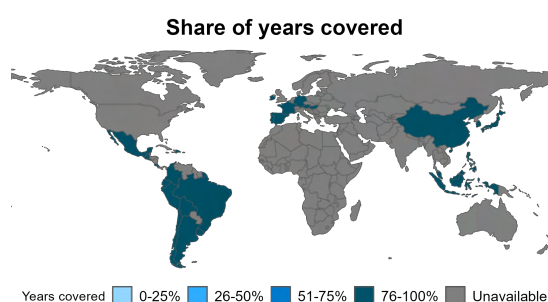 Share of years covered
Years covered 0-25% 26-50% 51-75% 76-100% Unavailable